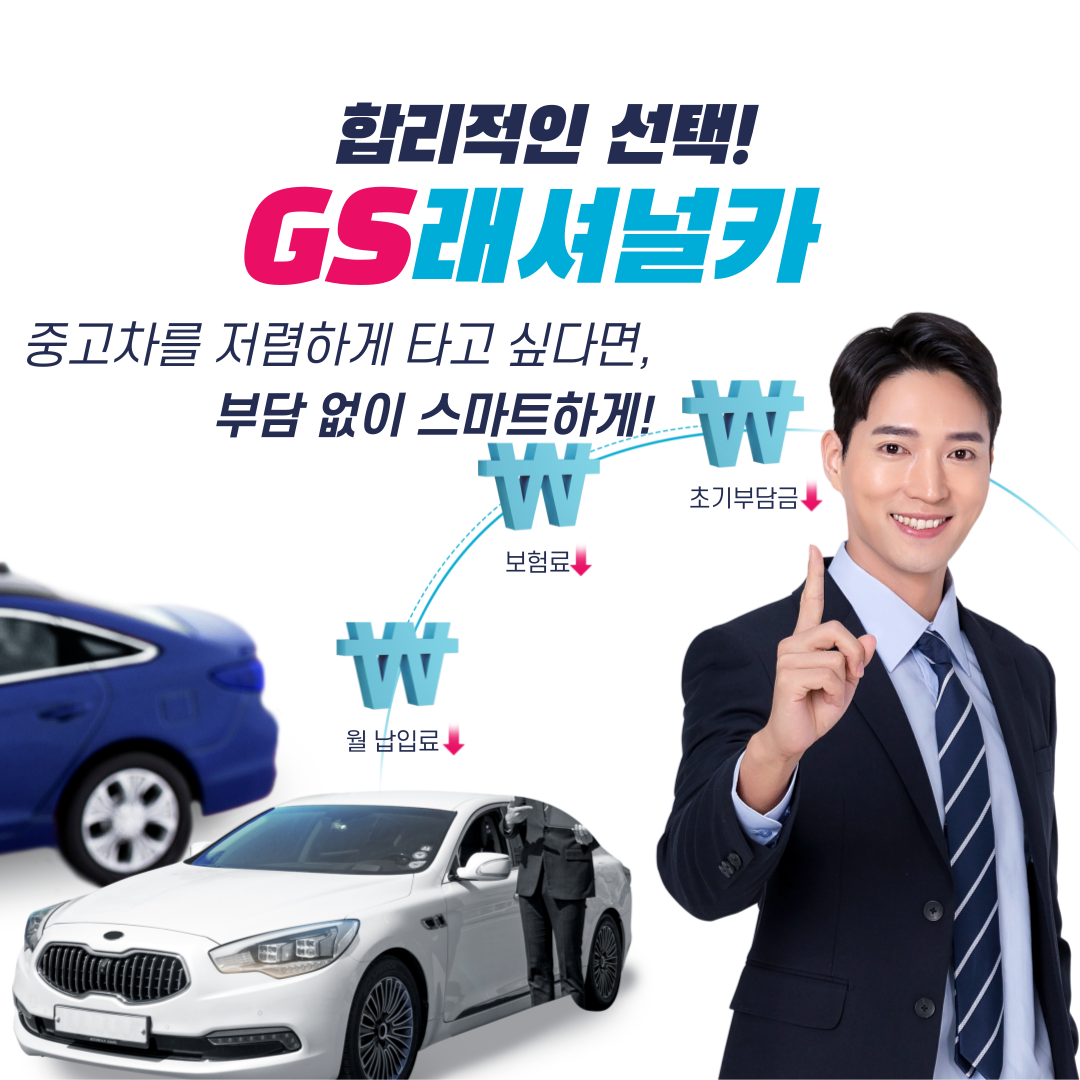 합리적인 선택!
GS래셔널카
중고차를 저렴하게 타고 싶다면,
부담 없이 스마트하게!
초기부담금
보험료
월 납입료